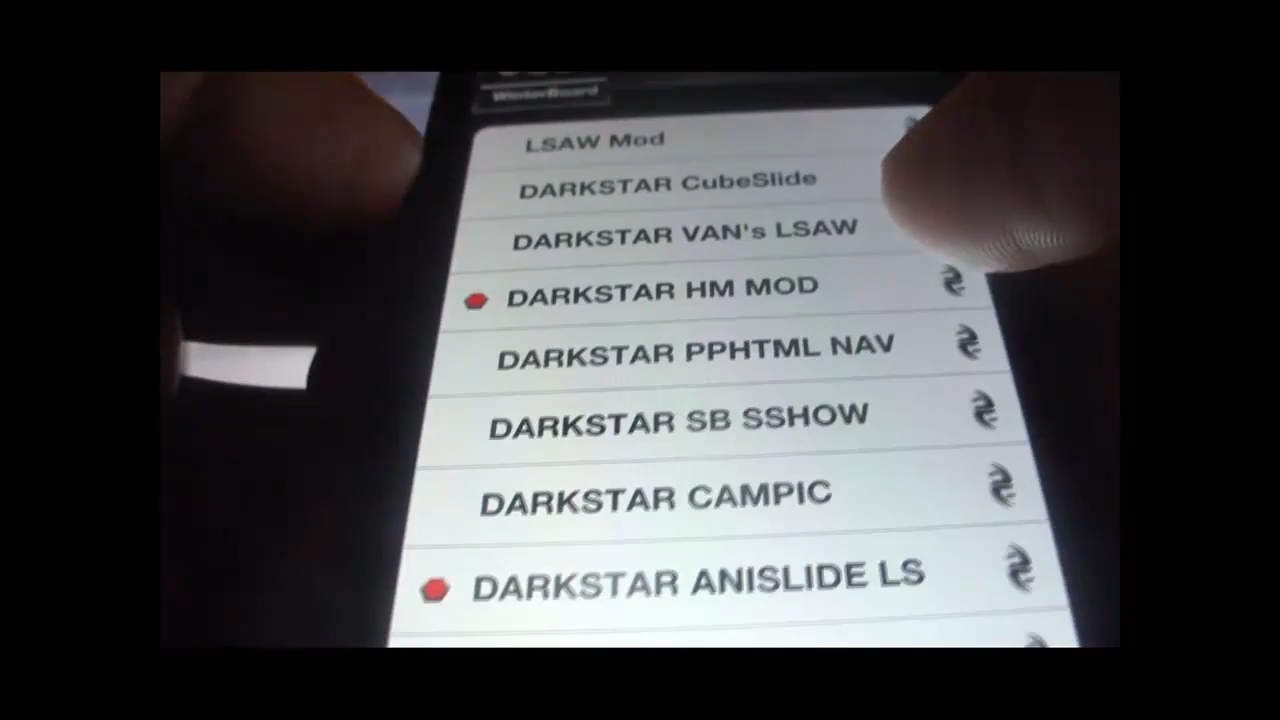 WinterBoard
LSAW Mod
DARKSTAR CubeSlide
DARKSTAR VAN's LSAW
DARKSTAR HM MOD
DARKSTAR PPHTML NAV
DARKSTAR SB SSHOW
DARKSTAR CAMPIC
DARKSTAR ANISLIDE LS